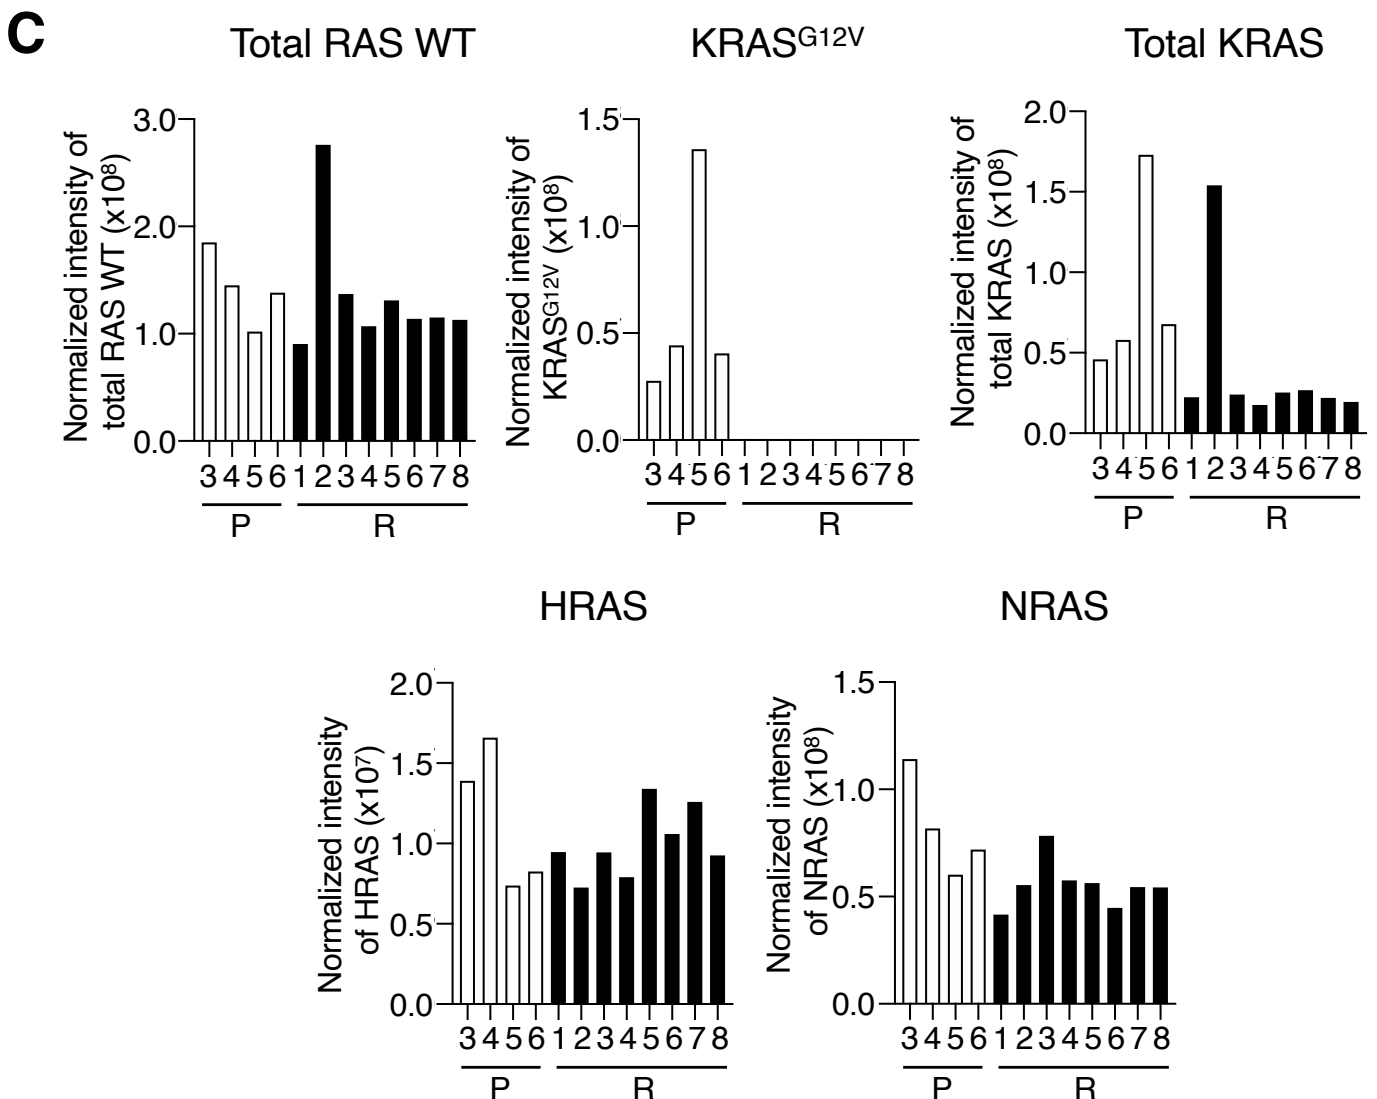 C
Total RAS WT
Normalized intensity of
total RAS WT (x10⁸)
3.0
2.0
1.0
0.0
3 4 5 6 1 2 3 4 5 6 7 8
P R
KRASᴳ¹²ⱽ
Normalized intensity of
KRASᴳ¹²ⱽ (x10⁸)
1.5
1.0
0.5
0.0
3 4 5 6 1 2 3 4 5 6 7 8
P R
Total KRAS
Normalized intensity of
total KRAS (x10⁸)
2.0
1.5
1.0
0.5
0.0
3 4 5 6 1 2 3 4 5 6 7 8
P R
HRAS
Normalized intensity
of HRAS (x10⁷)
2.0
1.5
1.0
0.5
0.0
3 4 5 6 1 2 3 4 5 6 7 8
P R
NRAS
Normalized intensity
of NRAS (x10⁸)
1.5
1.0
0.5
0.0
3 4 5 6 1 2 3 4 5 6 7 8
P R